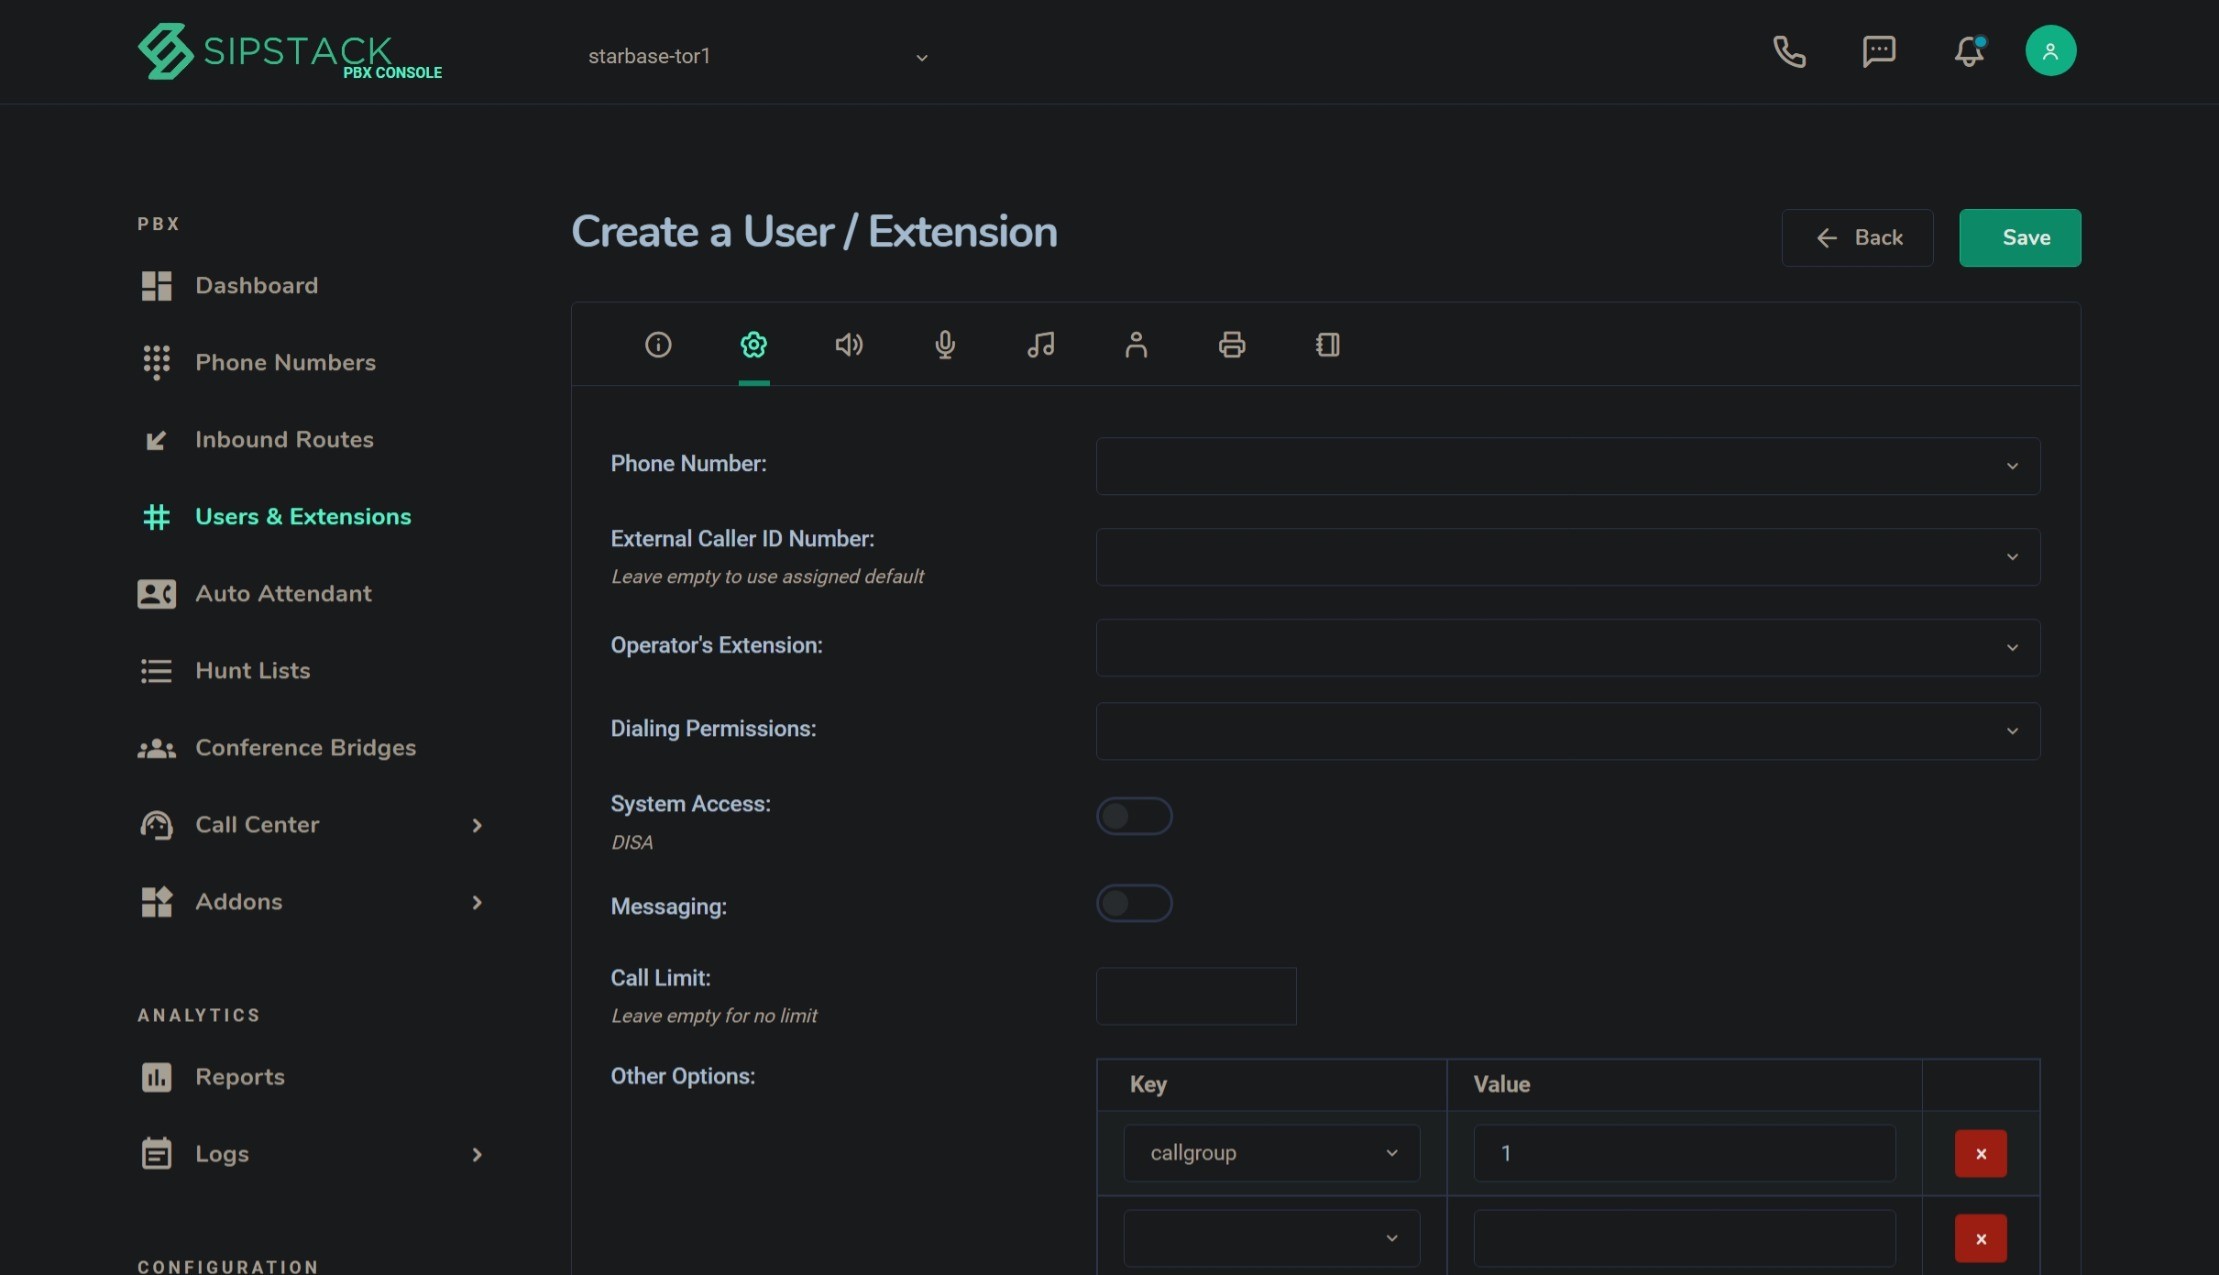 SIPSTACK
PBX CONSOLE
starbase-tor1
PBX
Dashboard
Phone Numbers
Inbound Routes
Users & Extensions
Auto Attendant
Hunt Lists
Conference Bridges
Call Center
Addons
ANALYTICS
Reports
Logs
CONFIGURATION
Create a User / Extension
Back
Save
Phone Number:
External Caller ID Number:
Leave empty to use assigned default
Operator's Extension:
Dialing Permissions:
System Access:
DISA
Messaging:
Call Limit:
Leave empty for no limit
Other Options:
Key Value
callgroup 1 x
x